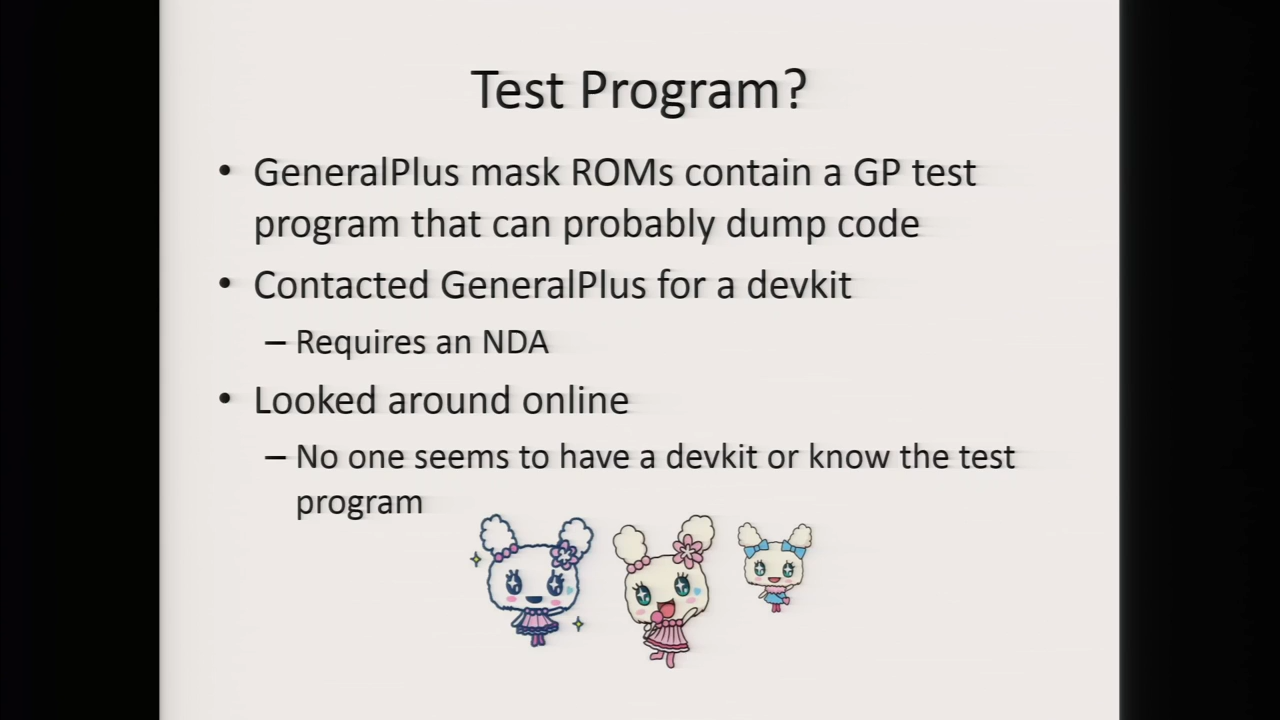 Test Program?
• GeneralPlus mask ROMs contain a GP test
program that can probably dump code
• Contacted GeneralPlus for a devkit
– Requires an NDA
• Looked around online
– No one seems to have a devkit or know the test
program